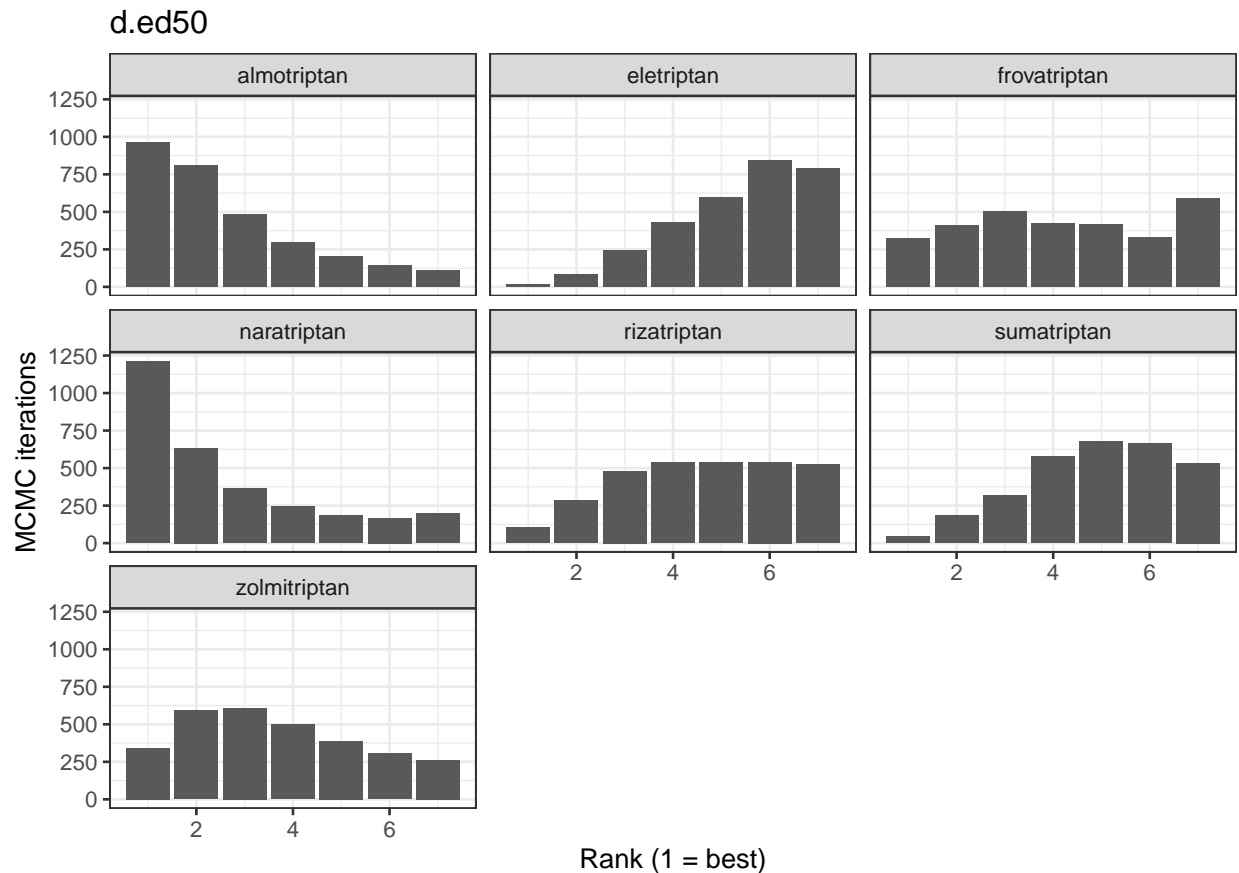 d.ed50
almotriptan
eletriptan
frovatriptan
1250
1000
750
500
250
0
naratriptan
rizatriptan
sumatriptan
1250
1000
750
500
250
0
2 4 6
2 4 6
zolmitriptan
1250
1000
750
500
250
0
2 4 6
MCMC iterations
Rank (1 = best)